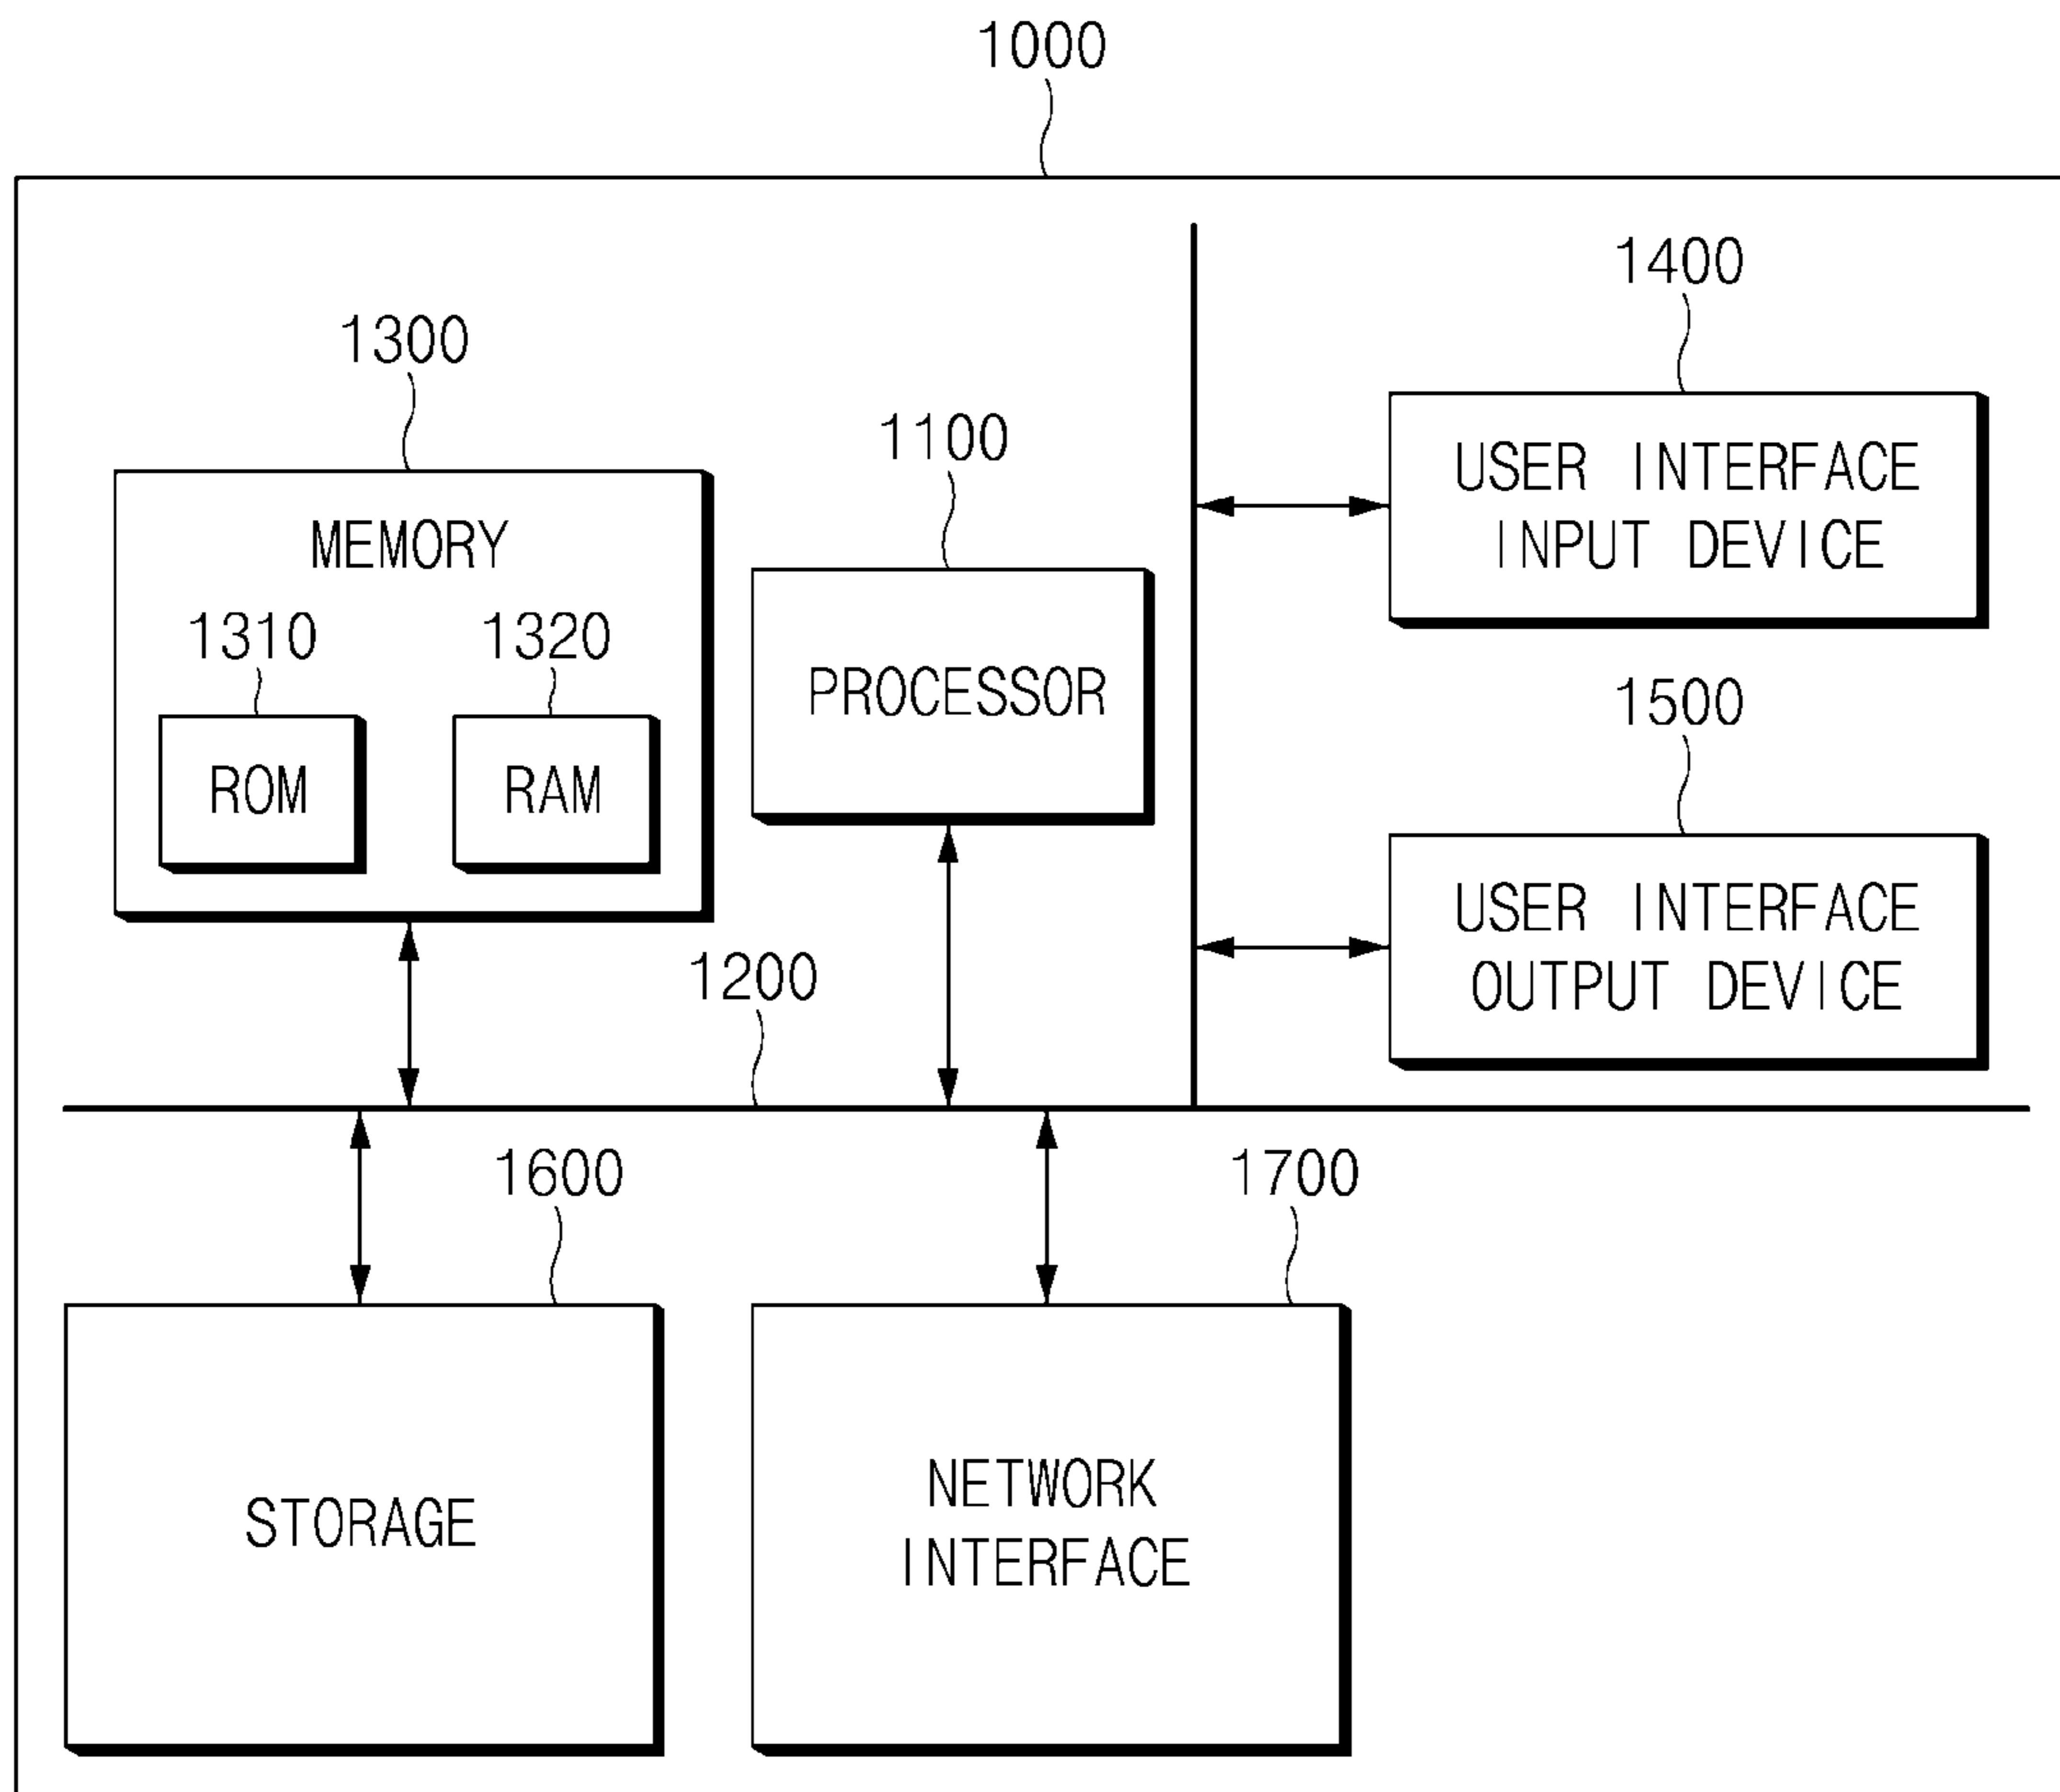 1000
1400
1300
1100
USER INTERFACE
INPUT DEVICE
MEMORY
1310
1320
PROCESSOR
1500
ROM
RAM
USER INTERFACE
OUTPUT DEVICE
1200
1600
1700
STORAGE
NETWORK
INTERFACE